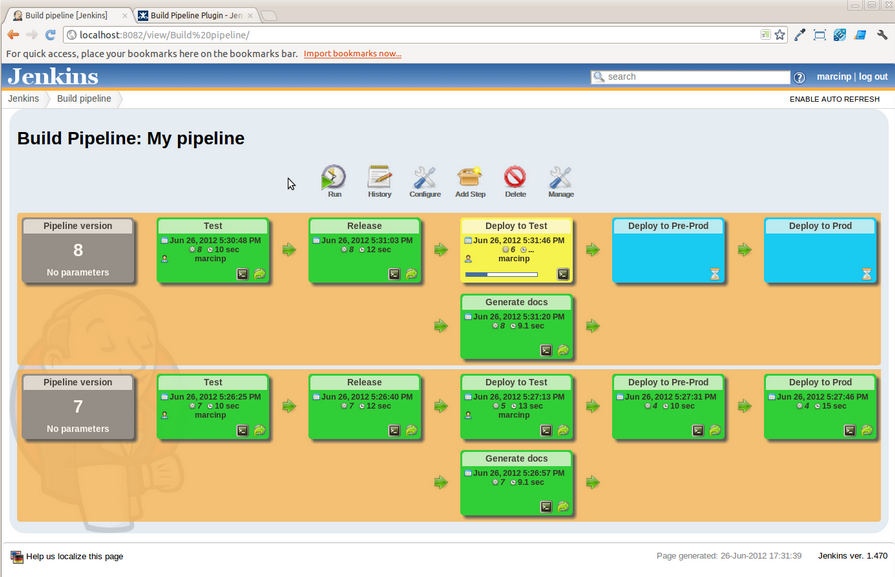 Build pipeline [Jenkins]
Build Pipeline Plugin - Jen
localhost:8082/view/Build%20pipeline/
For quick access, place your bookmarks here on the bookmarks bar. Import bookmarks now...
Jenkins
search
marcinp | log out
Jenkins
Build pipeline
ENABLE AUTO REFRESH
Build Pipeline: My pipeline
Run
History
Configure
Add Step
Delete
Manage
Pipeline version
8
No parameters
Test
Jun 26, 2012 5:30:48 PM
8 10 sec
marcinp
Release
Jun 26, 2012 5:31:03 PM
8 12 sec
Deploy to Test
Jun 26, 2012 5:31:46 PM
6 ...
marcinp
Deploy to Pre-Prod
Deploy to Prod
Generate docs
Jun 26, 2012 5:31:20 PM
8 9.1 sec
Pipeline version
7
No parameters
Test
Jun 26, 2012 5:26:25 PM
7 10 sec
marcinp
Release
Jun 26, 2012 5:26:40 PM
7 12 sec
Deploy to Test
Jun 26, 2012 5:27:13 PM
5 13 sec
marcinp
Deploy to Pre-Prod
Jun 26, 2012 5:27:31 PM
4 10 sec
Deploy to Prod
Jun 26, 2012 5:27:46 PM
4 15 sec
Generate docs
Jun 26, 2012 5:26:57 PM
7 9.1 sec
Help us localize this page
Page generated: 26-Jun-2012 17:31:39
Jenkins ver. 1.470